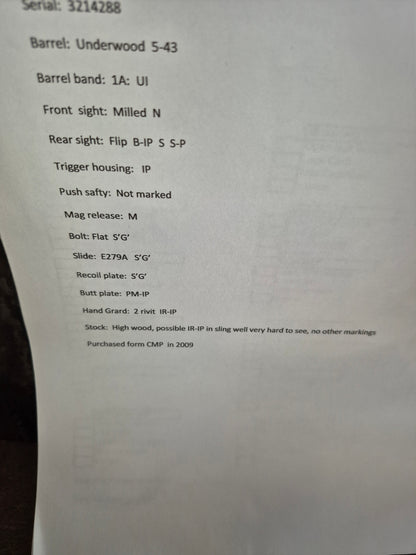 Serial: 3214288
Barrel: Underwood 5-43
Barrel band: 1A: UI
Front sight: Milled N
Rear sight: Flip B-IP S S-P
Trigger housing: IP
Push safty: Not marked
Mag release: M
Bolt: Flat S'G'
Slide: E279A S'G'
Recoil plate: S'G'
Butt plate: PM-IP
Hand Grard: 2 rivit IR-IP
Stock: High wood, possible IR-IP in sling well very hard to see, no other markings
Purchased form CMP in 2009